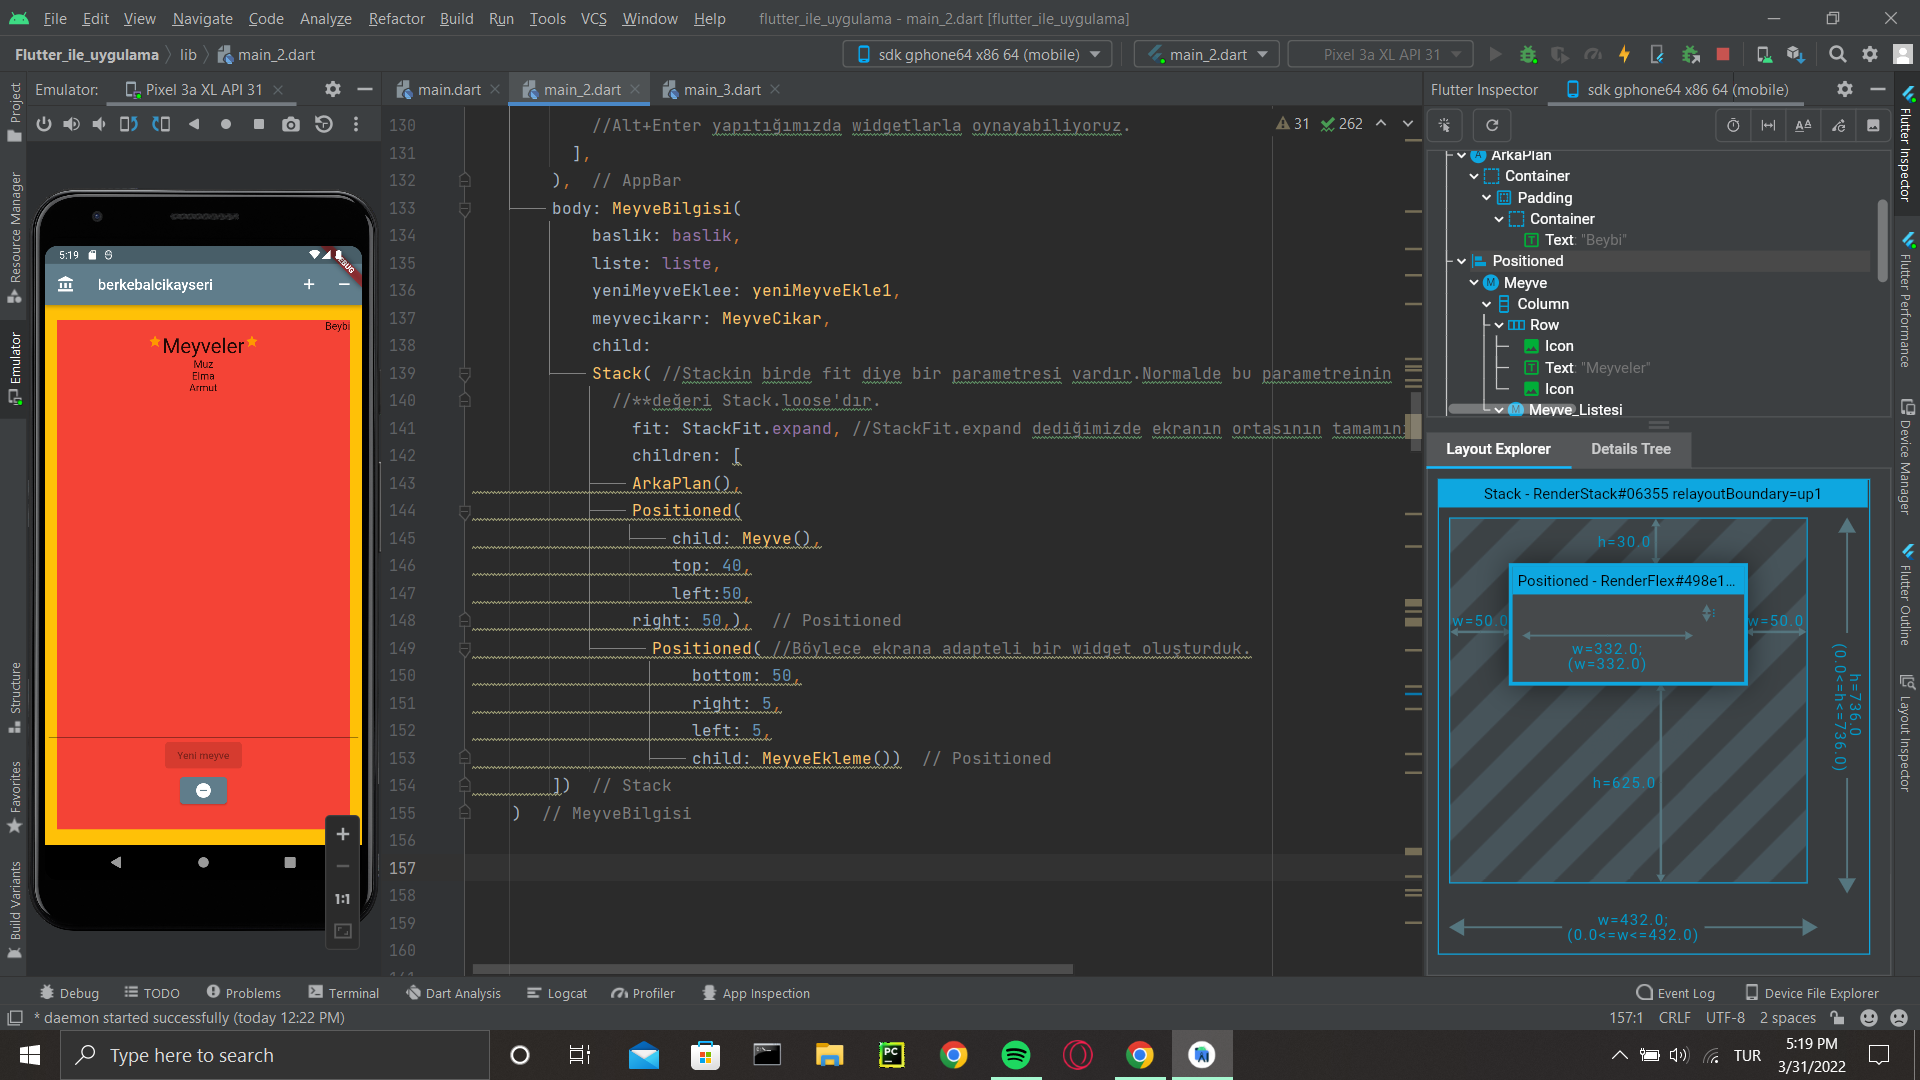 File Edit View Navigate Code Analyze Refactor Build Run Tools VCS Window Help flutter_ile_uygulama - main_2.dart [flutter_ile_uygulama]
Flutter_ile_uygulama lib main_2.dart sdk gphone64 x86 64 (mobile) main_2.dart Pixel 3a XL API 31
Emulator: Pixel 3a XL API 31 main.dart main_2.dart main_3.dart Flutter Inspector sdk gphone64 x86 64 (mobile)
Project
Resource Manager
Emulator
Structure
Favorites
Build Variants
5:19
DEBUG
berkebalcikayseri
Beybi
Meyveler
Muz
Elma
Armut
Yeni meyve
1:1
31 262
130 //Alt+Enter yapıtığımızda widgetlarla oynayabiliyoruz.
131 ],
132 ), // AppBar
133 body: MeyveBilgisi(
134 baslik: baslik,
135 liste: liste,
136 yeniMeyveEklee: yeniMeyveEkle1,
137 meyvecikarr: MeyveCikar,
138 child:
139 Stack( //Stackin birde fit diye bir parametresi vardır.Normalde bu parametreinin
140 //**değeri Stack.loose'dır.
141 fit: StackFit.expand, //StackFit.expand dediğimizde ekranın ortasının tamamını
142 children: [
143 ArkaPlan(),
144 Positioned(
145 child: Meyve(),
146 top: 40,
147 left:50,
148 right: 50,), // Positioned
149 Positioned( //Böylece ekrana adapteli bir widget oluşturduk.
150 bottom: 50,
151 right: 5,
152 left: 5,
153 child: MeyveEkleme()) // Positioned
154 ]) // Stack
155 ) // MeyveBilgisi
156
157
158
159
160
ArkaPlan
Container
Padding
Container
Text: "Beybi"
Positioned
Meyve
Column
Row
Icon
Text: "Meyveler"
Icon
Meyve_Listesi
Layout Explorer Details Tree
Stack - RenderStack#06355 relayoutBoundary=up1
h=30.0
Positioned - RenderFlex#498e1...
w=50.0
w=332.0;
(w=332.0)
w=50.0
h=736.0
(0.0<=h<=736.0)
h=625.0
w=432.0;
(0.0<=w<=432.0)
Flutter Inspector
Flutter Performance
Device Manager
Flutter Outline
Layout Inspector
Debug TODO Problems Terminal Dart Analysis Logcat Profiler App Inspection Event Log Device File Explorer
* daemon started successfully (today 12:22 PM) 157:1 CRLF UTF-8 2 spaces
Type here to search
PC
TUR
5:19 PM
3/31/2022